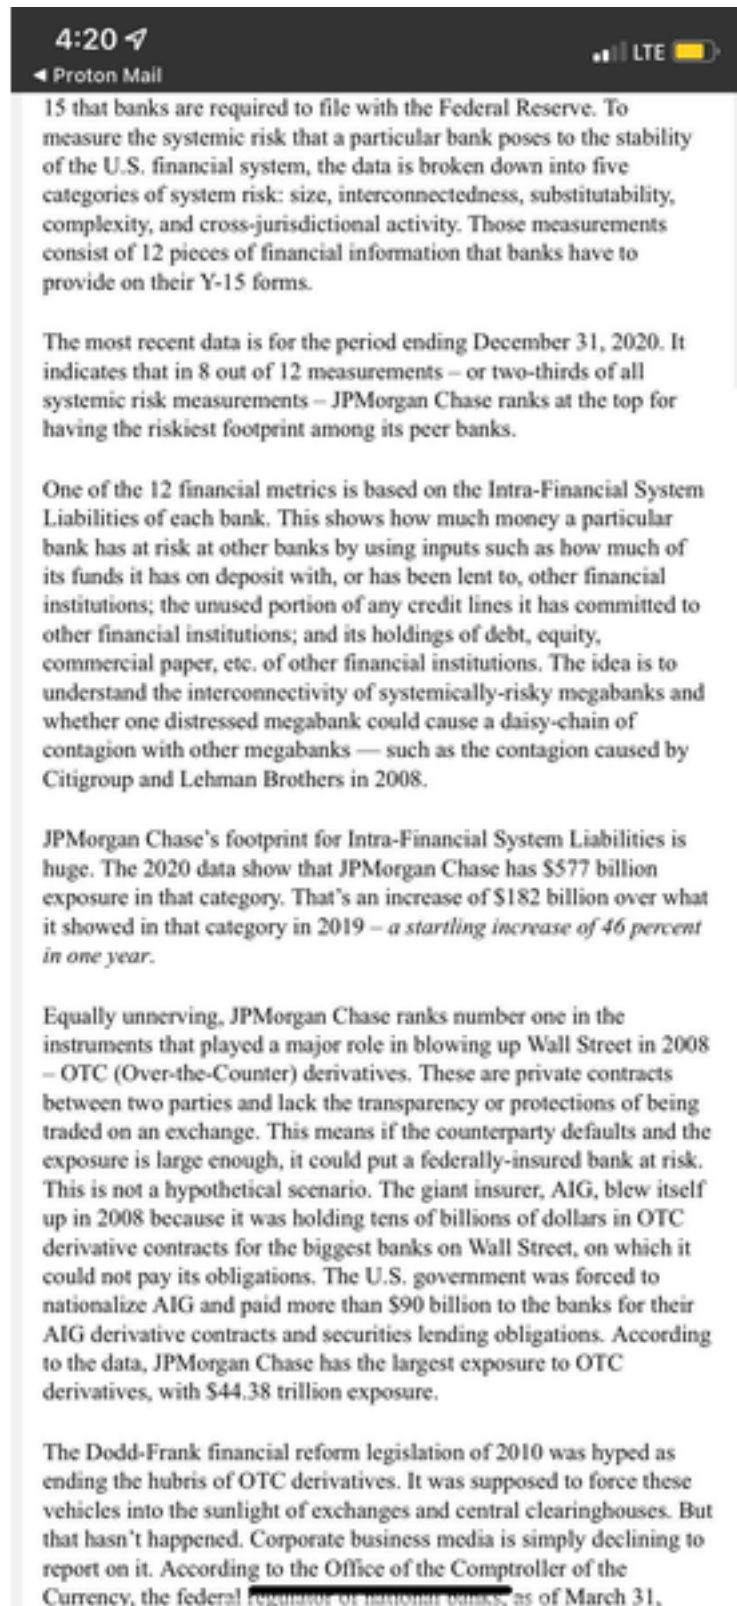 4:20
LTE
◀ Proton Mail
15 that banks are required to file with the Federal Reserve. To
measure the systemic risk that a particular bank poses to the stability
of the U.S. financial system, the data is broken down into five
categories of system risk: size, interconnectedness, substitutability,
complexity, and cross-jurisdictional activity. Those measurements
consist of 12 pieces of financial information that banks have to
provide on their Y-15 forms.
The most recent data is for the period ending December 31, 2020. It
indicates that in 8 out of 12 measurements – or two-thirds of all
systemic risk measurements – JPMorgan Chase ranks at the top for
having the riskiest footprint among its peer banks.
One of the 12 financial metrics is based on the Intra-Financial System
Liabilities of each bank. This shows how much money a particular
bank has at risk at other banks by using inputs such as how much of
its funds it has on deposit with, or has been lent to, other financial
institutions; the unused portion of any credit lines it has committed to
other financial institutions; and its holdings of debt, equity,
commercial paper, etc. of other financial institutions. The idea is to
understand the interconnectivity of systemically-risky megabanks and
whether one distressed megabank could cause a daisy-chain of
contagion with other megabanks — such as the contagion caused by
Citigroup and Lehman Brothers in 2008.
JPMorgan Chase's footprint for Intra-Financial System Liabilities is
huge. The 2020 data show that JPMorgan Chase has $577 billion
exposure in that category. That's an increase of $182 billion over what
it showed in that category in 2019 – a startling increase of 46 percent
in one year.
Equally unnerving, JPMorgan Chase ranks number one in the
instruments that played a major role in blowing up Wall Street in 2008
– OTC (Over-the-Counter) derivatives. These are private contracts
between two parties and lack the transparency or protections of being
traded on an exchange. This means if the counterparty defaults and the
exposure is large enough, it could put a federally-insured bank at risk.
This is not a hypothetical scenario. The giant insurer, AIG, blew itself
up in 2008 because it was holding tens of billions of dollars in OTC
derivative contracts for the biggest banks on Wall Street, on which it
could not pay its obligations. The U.S. government was forced to
nationalize AIG and paid more than $90 billion to the banks for their
AIG derivative contracts and securities lending obligations. According
to the data, JPMorgan Chase has the largest exposure to OTC
derivatives, with $44.38 trillion exposure.
The Dodd-Frank financial reform legislation of 2010 was hyped as
ending the hubris of OTC derivatives. It was supposed to force these
vehicles into the sunlight of exchanges and central clearinghouses. But
that hasn't happened. Corporate business media is simply declining to
report on it. According to the Office of the Comptroller of the
Currency, the federal regulator of national banks, as of March 31,